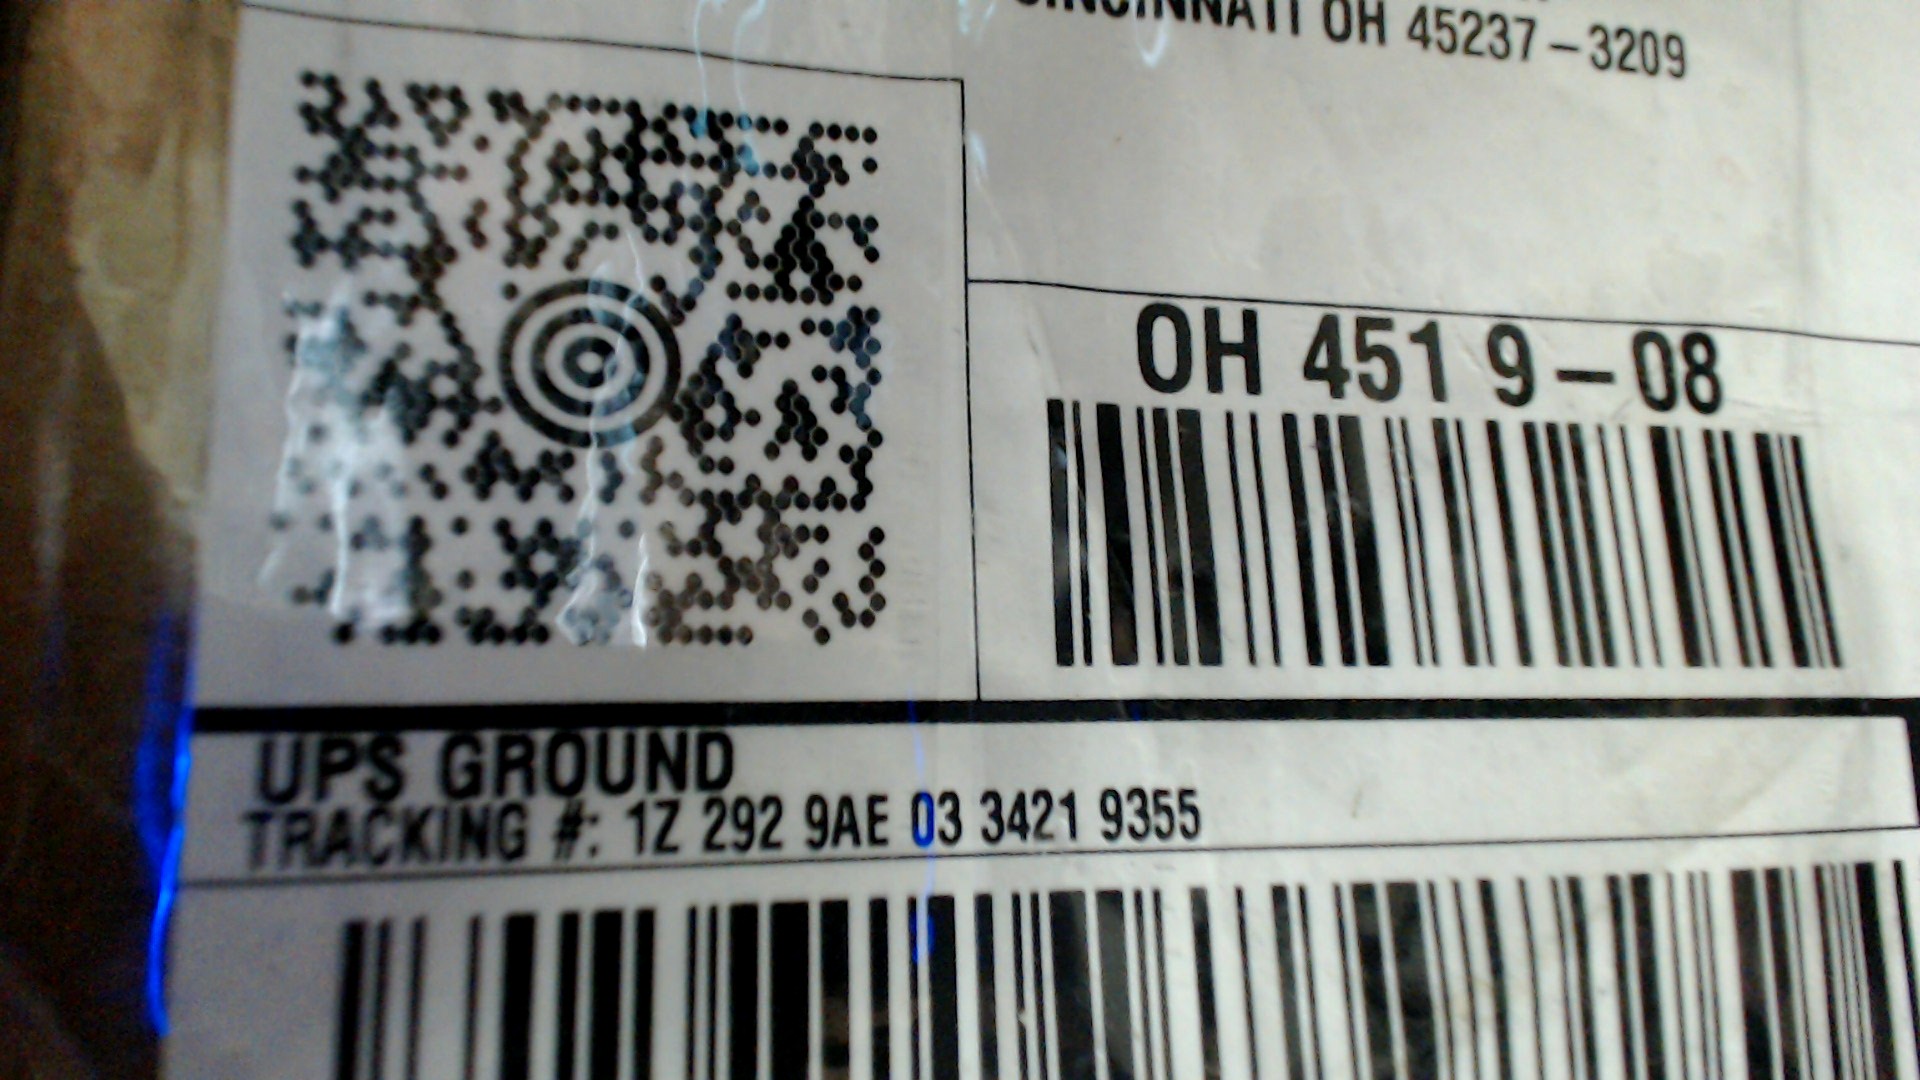 CINCINNATI OH 45237-3209
OH 451 9-08
UPS GROUND
TRACKING #: 1Z 292 9AE 03 3421 9355